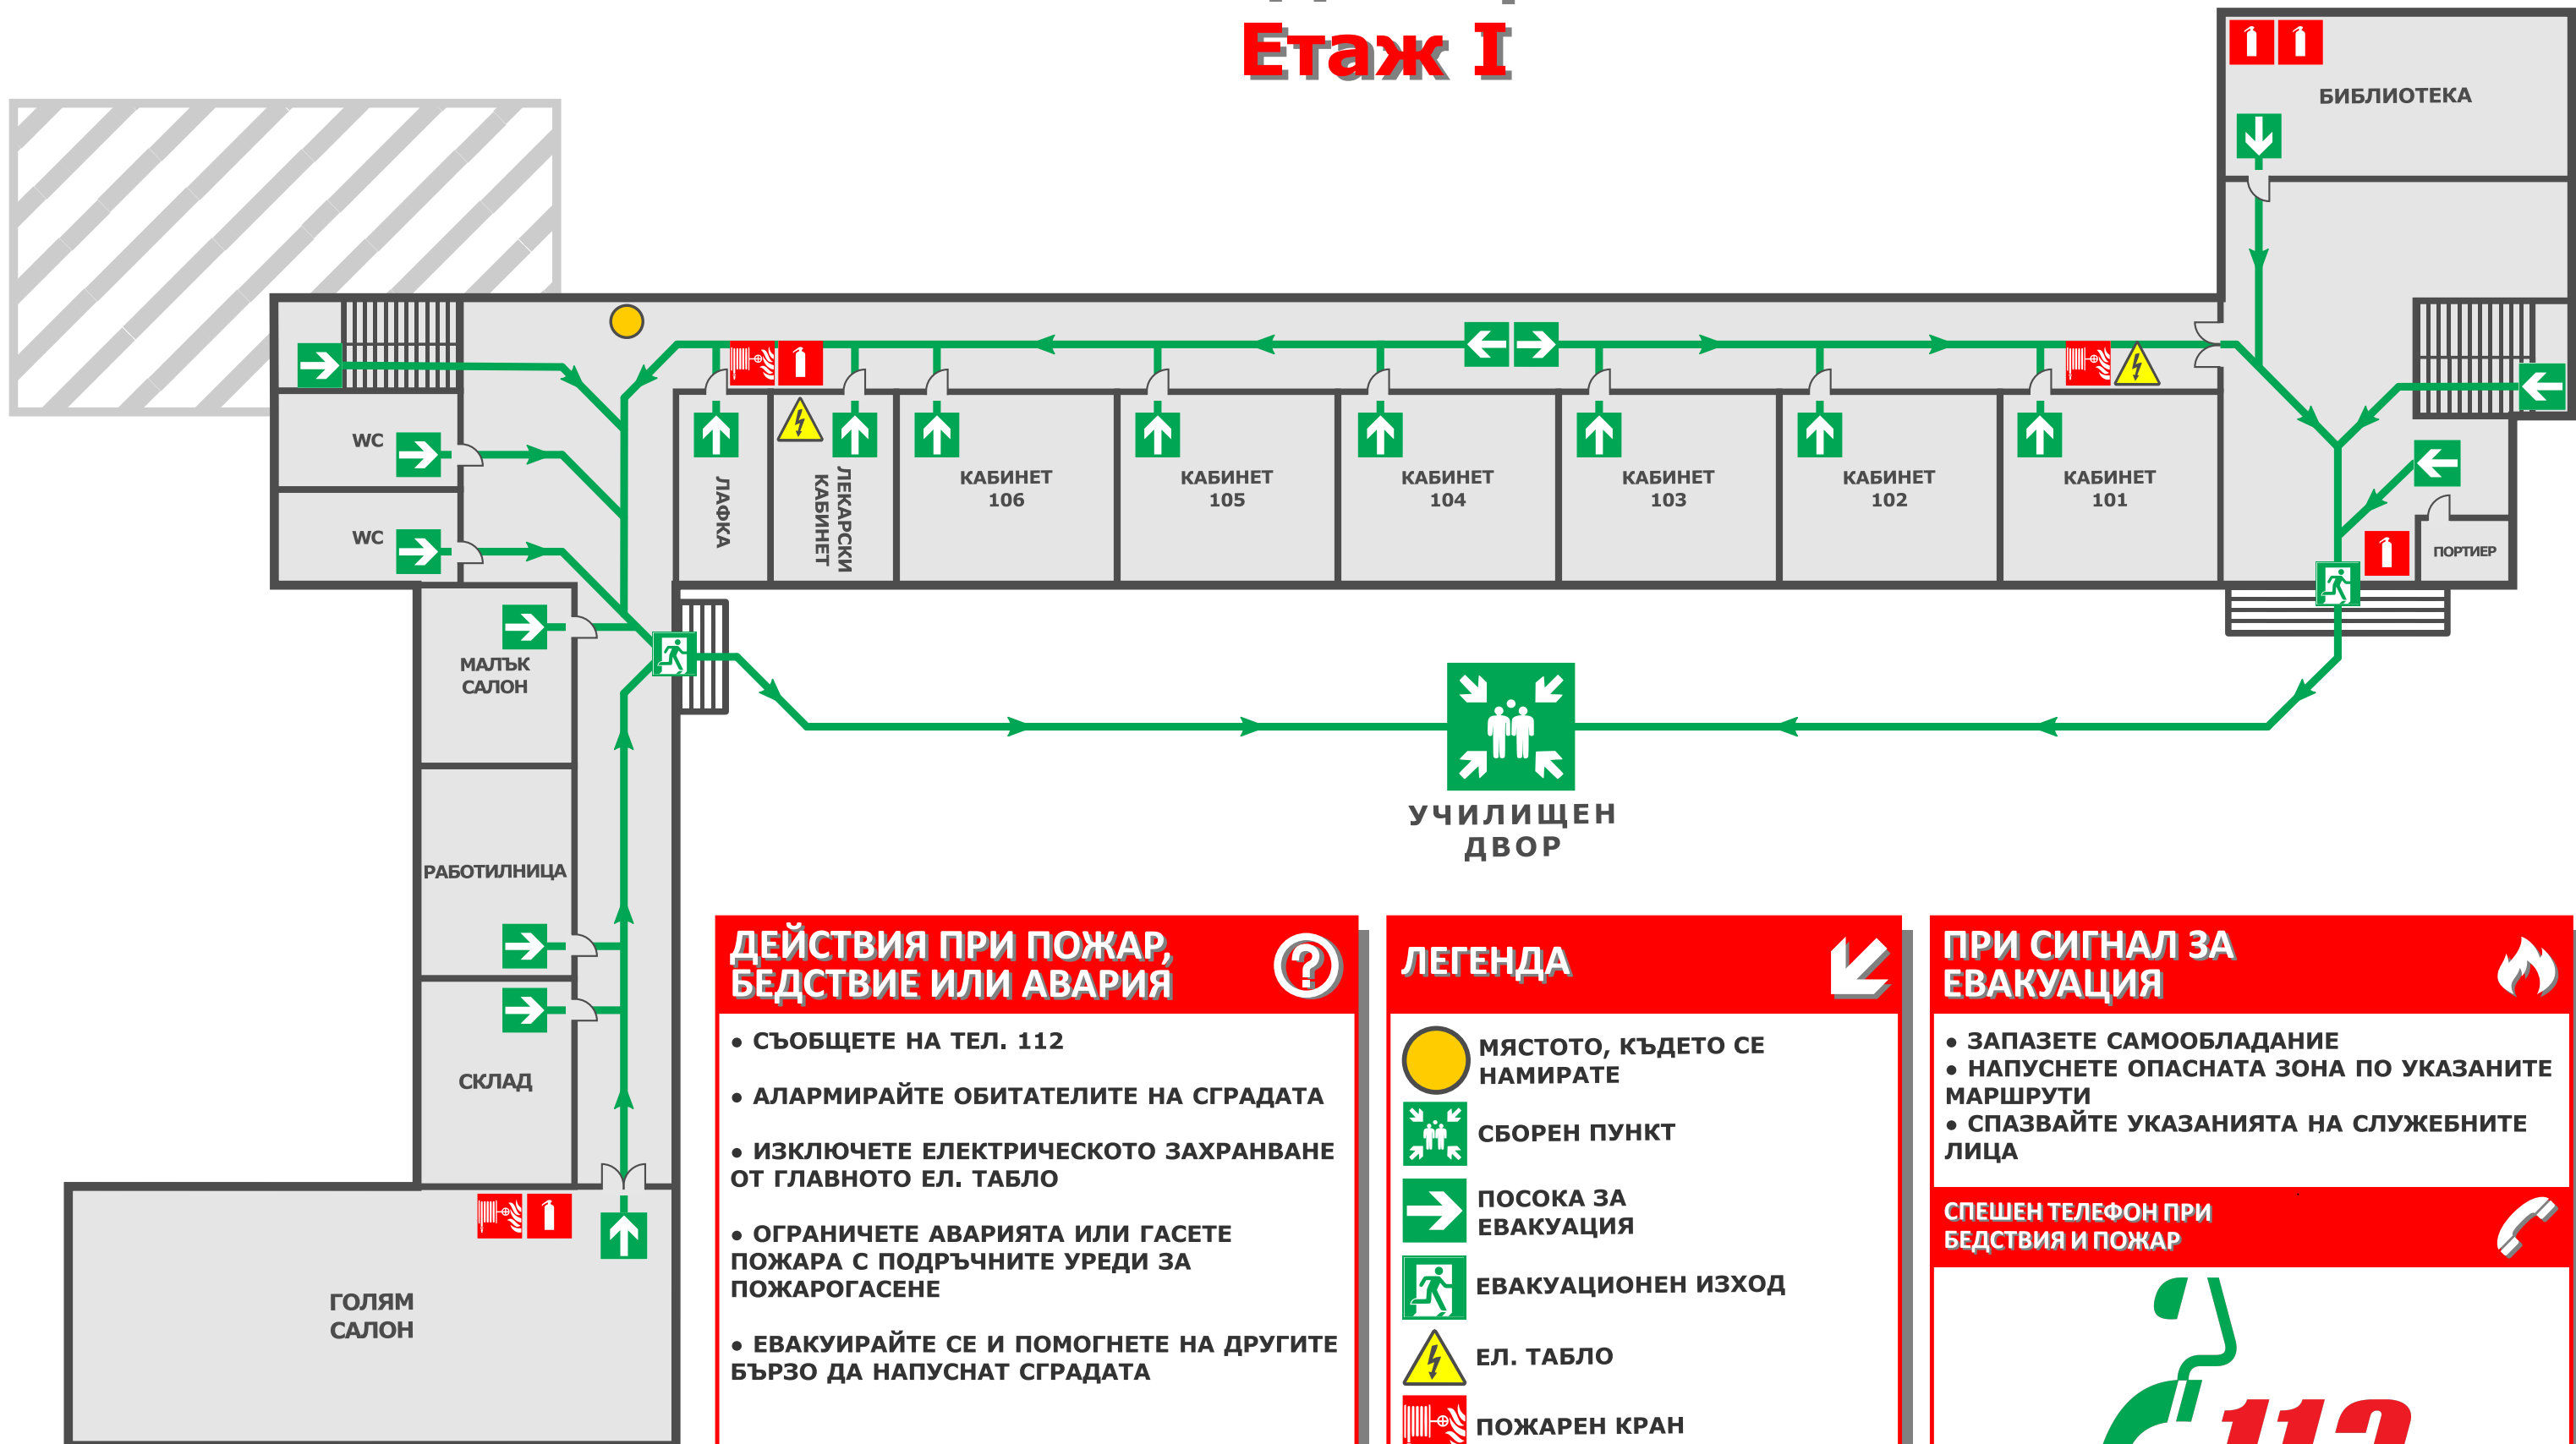 Етаж I
БИБЛИОТЕКА
WC
WC
ЛАФКА
ЛЕКАРСКИ
КАБИНЕТ
КАБИНЕТ
106
КАБИНЕТ
105
КАБИНЕТ
104
КАБИНЕТ
103
КАБИНЕТ
102
КАБИНЕТ
101
ПОРТИЕР
МАЛЪК
САЛОН
РАБОТИЛНИЦА
СКЛАД
ГОЛЯМ
САЛОН
УЧИЛИЩЕН
ДВОР
ДЕЙСТВИЯ ПРИ ПОЖАР,
БЕДСТВИЕ ИЛИ АВАРИЯ
● СЪОБЩЕТЕ НА ТЕЛ. 112
● АЛАРМИРАЙТЕ ОБИТАТЕЛИТЕ НА СГРАДАТА
● ИЗКЛЮЧЕТЕ ЕЛЕКТРИЧЕСКОТО ЗАХРАНВАНЕ
ОТ ГЛАВНОТО ЕЛ. ТАБЛО
● ОГРАНИЧЕТЕ АВАРИЯТА ИЛИ ГАСЕТЕ
ПОЖАРА С ПОДРЪЧНИТЕ УРЕДИ ЗА
ПОЖАРОГАСЕНЕ
● ЕВАКУИРАЙТЕ СЕ И ПОМОГНЕТЕ НА ДРУГИТЕ
БЪРЗО ДА НАПУСНАТ СГРАДАТА
ЛЕГЕНДА
МЯСТОТО, КЪДЕТО СЕ
НАМИРАТЕ
СБОРЕН ПУНКТ
ПОСОКА ЗА
ЕВАКУАЦИЯ
ЕВАКУАЦИОНЕН ИЗХОД
ЕЛ. ТАБЛО
ПОЖАРЕН КРАН
ПРИ СИГНАЛ ЗА
ЕВАКУАЦИЯ
● ЗАПАЗЕТЕ САМООБЛАДАНИЕ
● НАПУСНЕТЕ ОПАСНАТА ЗОНА ПО УКАЗАНИТЕ
МАРШРУТИ
● СПАЗВАЙТЕ УКАЗАНИЯТА НА СЛУЖЕБНИТЕ
ЛИЦА
СПЕШЕН ТЕЛЕФОН ПРИ
БЕДСТВИЯ И ПОЖАР
112